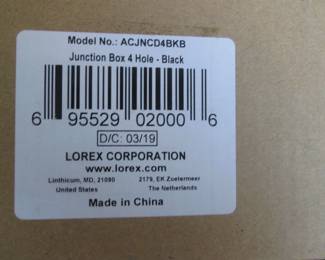 Model No.: ACJNCD4BKB
Junction Box 4 Hole - Black
6 95529 02000 6
D/C: 03/19
LOREX CORPORATION
www.lorex.com
Linthicum, MD, 21090 2179, EK Zoetermeer
United States The Netherlands
Made in China